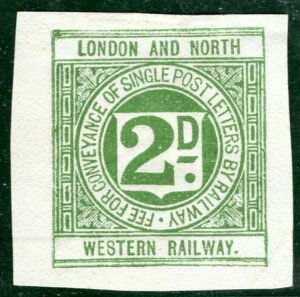 LONDON AND NORTH
FEE FOR CONVEYANCE OF SINGLE POST LETTERS BY RAILWAY ·
2D.
WESTERN RAILWAY.